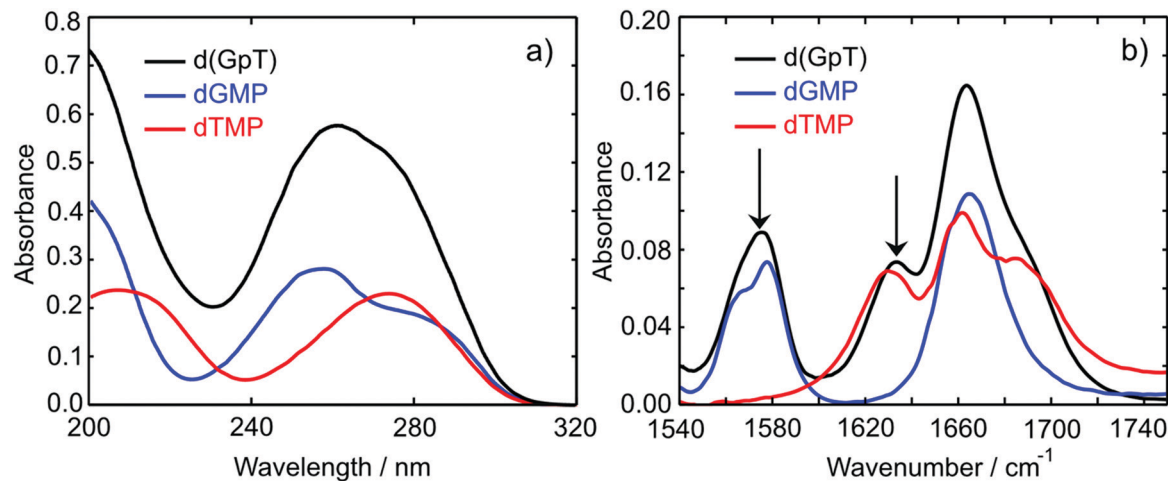 a)
d(GpT)
dGMP
dTMP
Absorbance
0.8
0.7
0.6
0.5
0.4
0.3
0.2
0.1
0.0
200
240
280
320
Wavelength / nm
b)
d(GpT)
dGMP
dTMP
Absorbance
0.20
0.16
0.12
0.08
0.04
0.00
1540
1580
1620
1660
1700
1740
Wavenumber / cm⁻¹